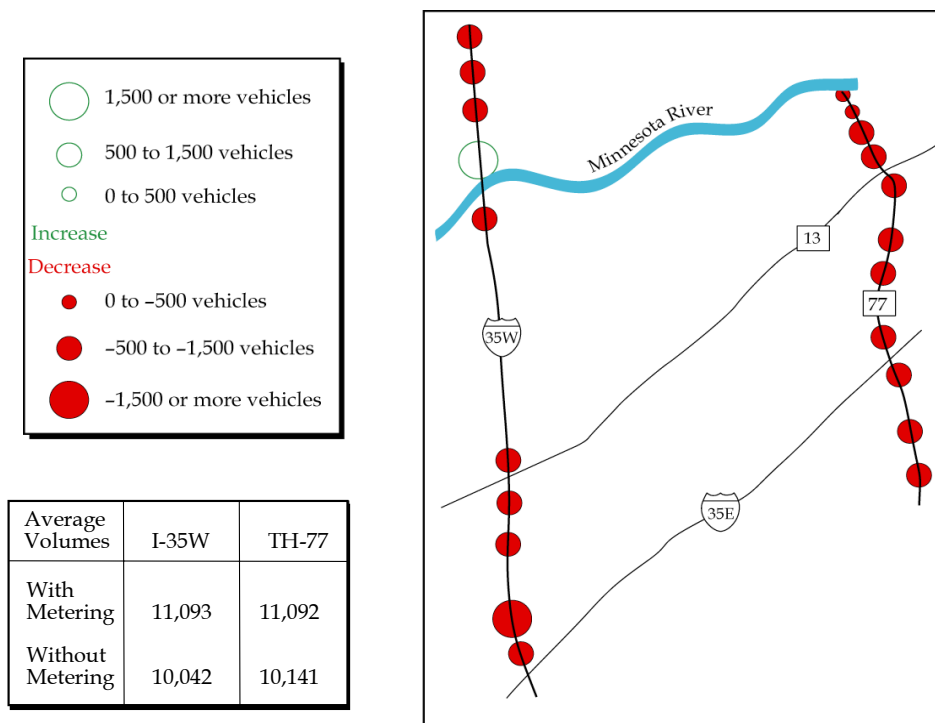 1,500 or more vehicles
500 to 1,500 vehicles
0 to 500 vehicles
Increase
Decrease
0 to –500 vehicles
–500 to –1,500 vehicles
–1,500 or more vehicles
Average
Volumes
I-35W
TH-77
With
Metering
11,093
11,092
Without
Metering
10,042
10,141
Minnesota River
13
77
35W
35E